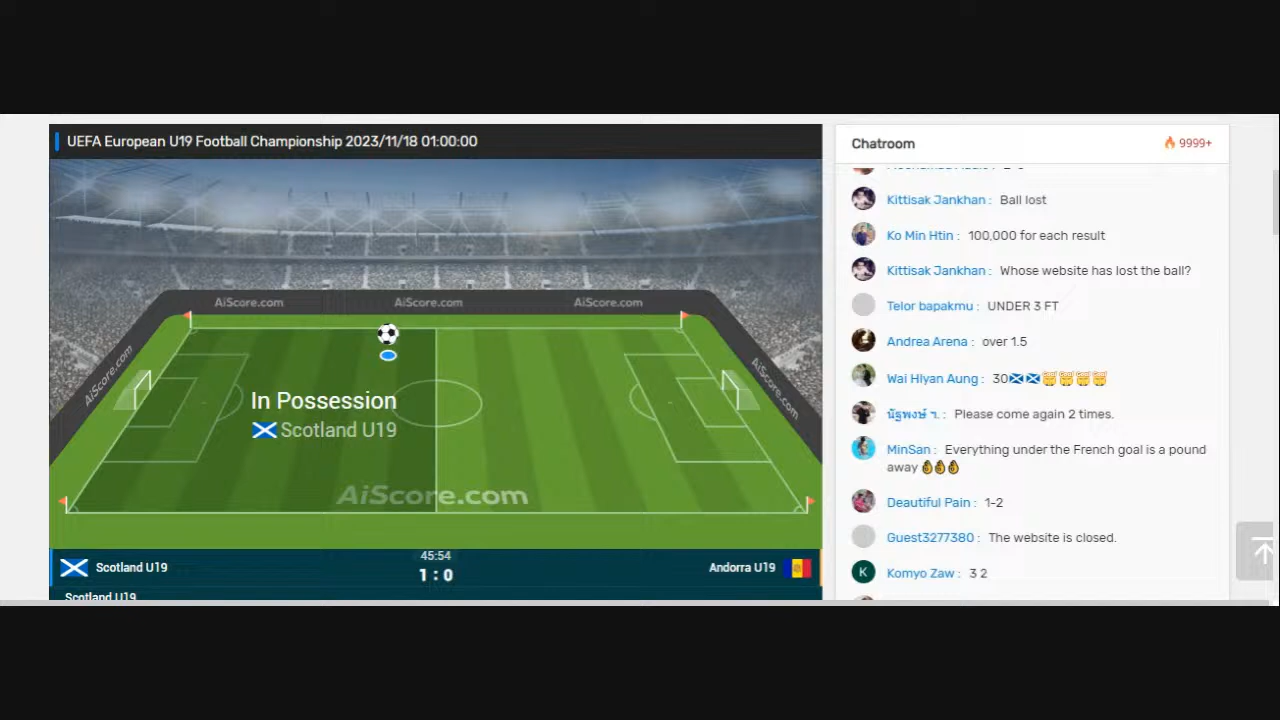 UEFA European U19 Football Championship 2023/11/18 01:00:00
AiScore.com
AiScore.com
AiScore.com
AiScore.com
AiScore.com
In Possession
Scotland U19
AiScore.com
45:54
Scotland U19
1 : 0
Andorra U19
Scotland U19
Chatroom
9999+
Kittisak Jankhan : Ball lost
Ko Min Htin : 100,000 for each result
Kittisak Jankhan : Whose website has lost the ball?
Telor bapakmu : UNDER 3 FT
Andrea Arena : over 1.5
Wai Hlyan Aung : 30🏴󠁧󠁢󠁳󠁣󠁴󠁿🏴󠁧󠁢󠁳󠁣󠁴󠁿
นัฐพงษ์ ว. : Please come again 2 times.
MinSan : Everything under the French goal is a pound
away 💰💰💰
Deautiful Pain : 1-2
Guest3277380 : The website is closed.
K
Komyo Zaw : 3 2